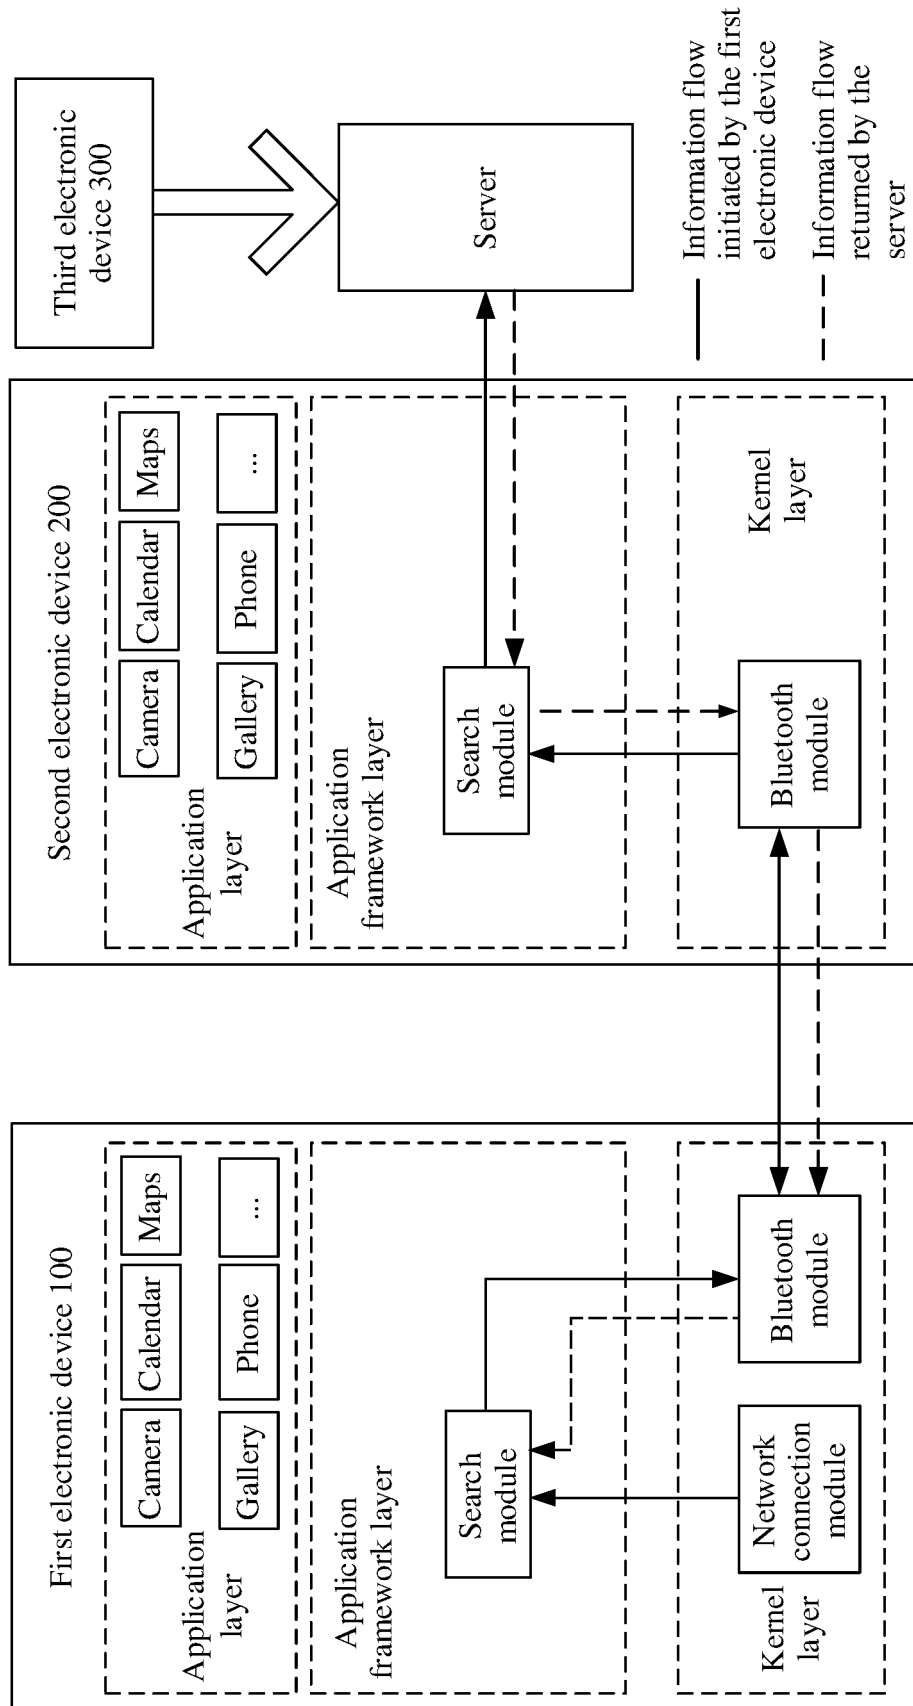 First electronic device 100
Camera
Calendar
Maps
Gallery
Phone
...
Application
layer
Application
framework layer
Search
module
Network
connection
module
Bluetooth
module
Kernel
layer
Second electronic device 200
Camera
Calendar
Maps
Gallery
Phone
...
Application
layer
Application
framework layer
Search
module
Bluetooth
module
Kernel
layer
Third electronic
device 300
Server
Information flow
initiated by the first
electronic device
Information flow
returned by the
server